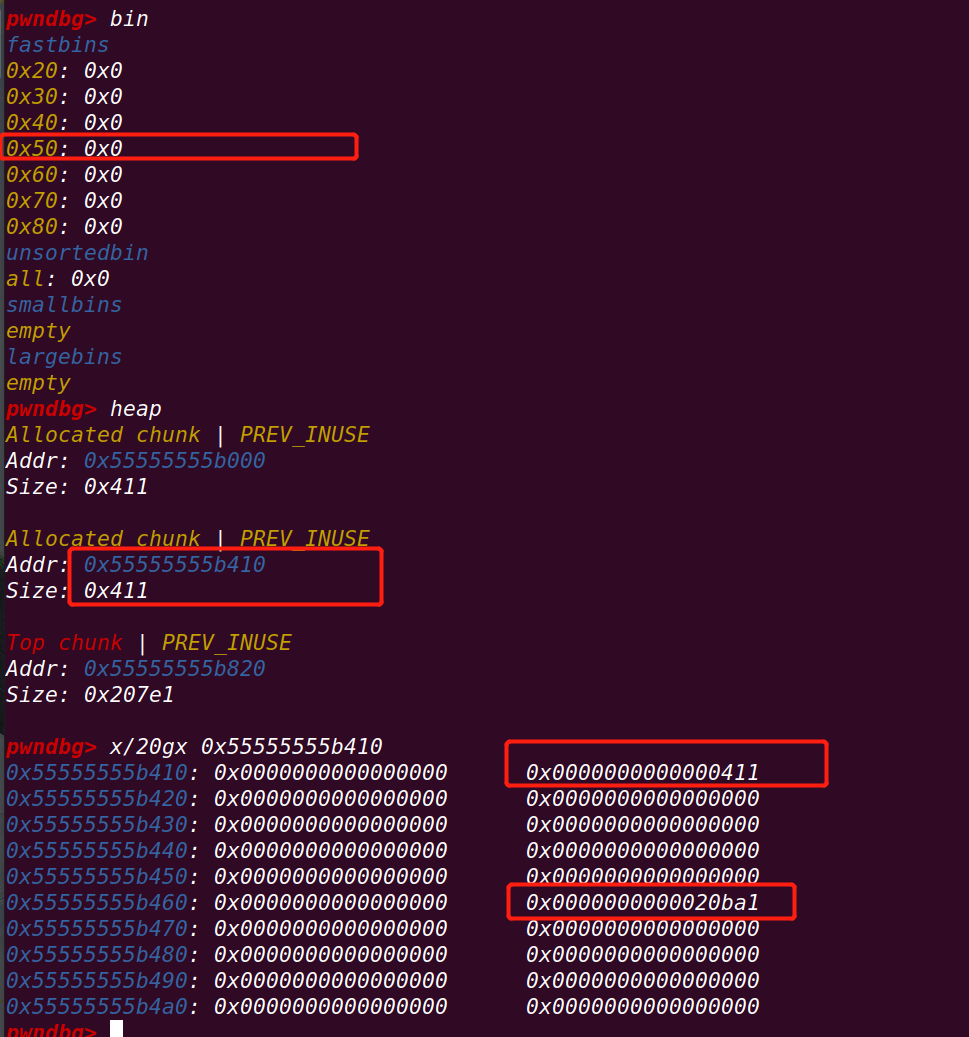 pwndbg> bin
fastbins
0x20: 0x0
0x30: 0x0
0x40: 0x0
0x50: 0x0
0x60: 0x0
0x70: 0x0
0x80: 0x0
unsortedbin
all: 0x0
smallbins
empty
largebins
empty
pwndbg> heap
Allocated chunk | PREV_INUSE
Addr: 0x55555555b000
Size: 0x411
Allocated chunk | PREV_INUSE
Addr: 0x55555555b410
Size: 0x411
Top chunk | PREV_INUSE
Addr: 0x55555555b820
Size: 0x207e1
pwndbg> x/20gx 0x55555555b410
0x55555555b410: 0x0000000000000000 0x0000000000000411
0x55555555b420: 0x0000000000000000 0x0000000000000000
0x55555555b430: 0x0000000000000000 0x0000000000000000
0x55555555b440: 0x0000000000000000 0x0000000000000000
0x55555555b450: 0x0000000000000000 0x0000000000000000
0x55555555b460: 0x0000000000000000 0x0000000000020ba1
0x55555555b470: 0x0000000000000000 0x0000000000000000
0x55555555b480: 0x0000000000000000 0x0000000000000000
0x55555555b490: 0x0000000000000000 0x0000000000000000
0x55555555b4a0: 0x0000000000000000 0x0000000000000000
pwndbg>